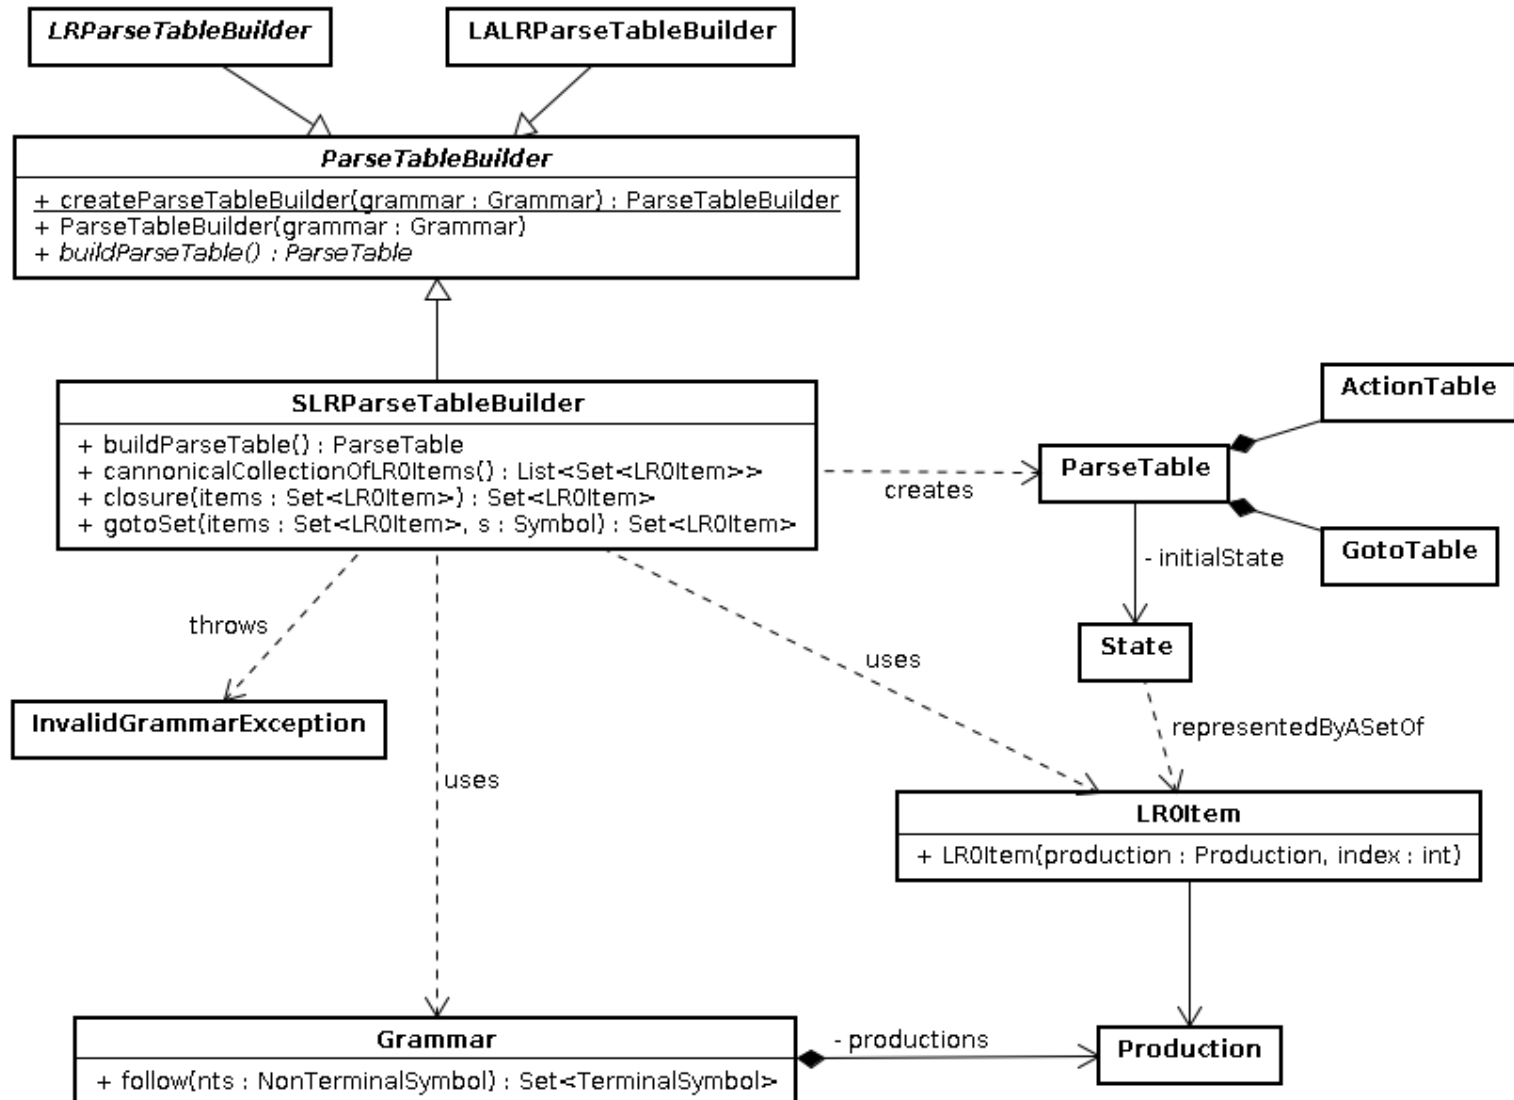 LRParseTableBuilder
LALRParseTableBuilder
ParseTableBuilder
+ createParseTableBuilder(grammar : Grammar) : ParseTableBuilder
+ ParseTableBuilder(grammar : Grammar)
+ buildParseTable() : ParseTable
SLRParseTableBuilder
+ buildParseTable() : ParseTable
+ cannonicalCollectionOfLR0Items() : List<Set<LR0Item>>
+ closure(items : Set<LR0Item>) : Set<LR0Item>
+ gotoSet(items : Set<LR0Item>, s : Symbol) : Set<LR0Item>
creates
ActionTable
ParseTable
GotoTable
- initialState
State
throws
uses
InvalidGrammarException
representedByASetOf
uses
LR0Item
+ LR0Item(production : Production, index : int)
Grammar
+ follow(nts : NonTerminalSymbol) : Set<TerminalSymbol>
- productions
Production